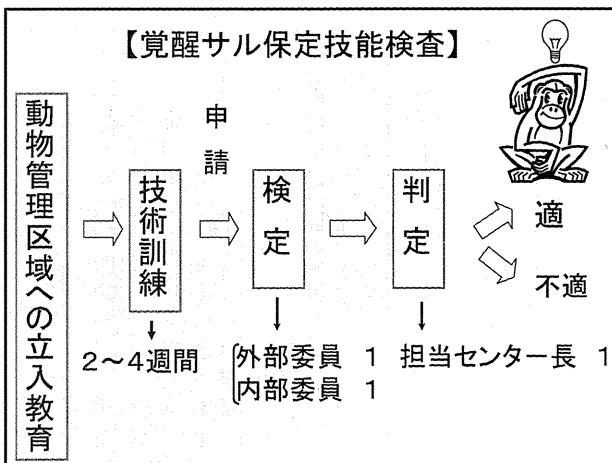 【覚醒サル保定技能検査】
動物管理区域への立入教育
技術訓練
申請
検定
判定
適
不適
2～4週間
外部委員 1
内部委員 1
担当センター長 1